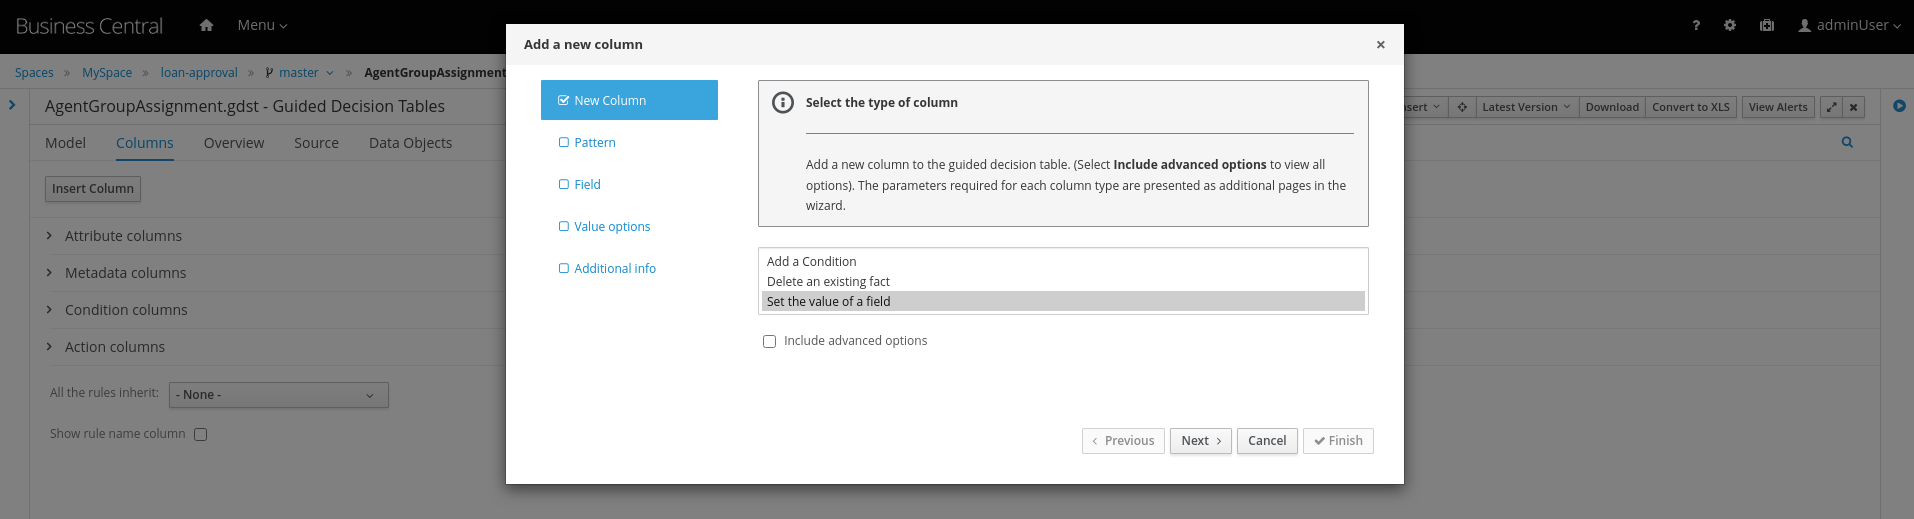 Business Central
Menu
?
adminUser
Add a new column
×
Spaces » MySpace » loan-approval » master » AgentGroupAssignment
AgentGroupAssignment.gdst - Guided Decision Tables
Latest Version
Download
Convert to XLS
View Alerts
Model
Columns
Overview
Source
Data Objects
Insert Column
Attribute columns
Metadata columns
Condition columns
Action columns
All the rules inherit:
- None -
Show rule name column
New Column
Pattern
Field
Value options
Additional info
Select the type of column
Add a new column to the guided decision table. (Select Include advanced options to view all
options). The parameters required for each column type are presented as additional pages in the
wizard.
Add a Condition
Delete an existing fact
Set the value of a field
Include advanced options
Previous
Next
Cancel
Finish